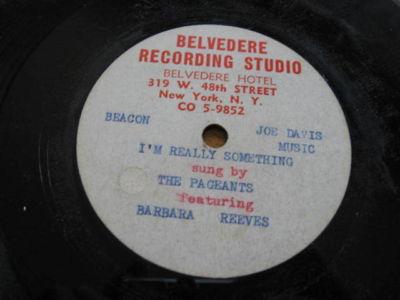 BELVEDERE
RECORDING STUDIO
BELVEDERE HOTEL
319 W. 48th STREET
New York, N. Y.
CO 5-9852
BEACON
JOE DAVIS
MUSIC
I'M REALLY SOMETHING
sung by
THE PAGEANTS
featuring
BARBARA REEVES